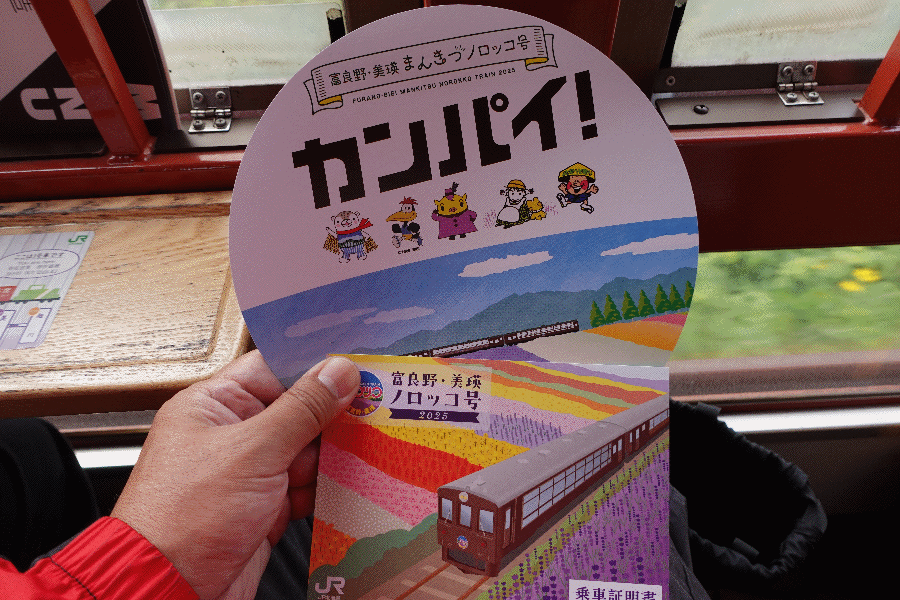 富良野・美瑛 まんきつノロッコ号
FURANO-BIEI MANKITSU NOROKKO TRAIN 2025
カンパイ!
富良野・美瑛
ノロッコ号
2025
JR
乗車証明書
JR